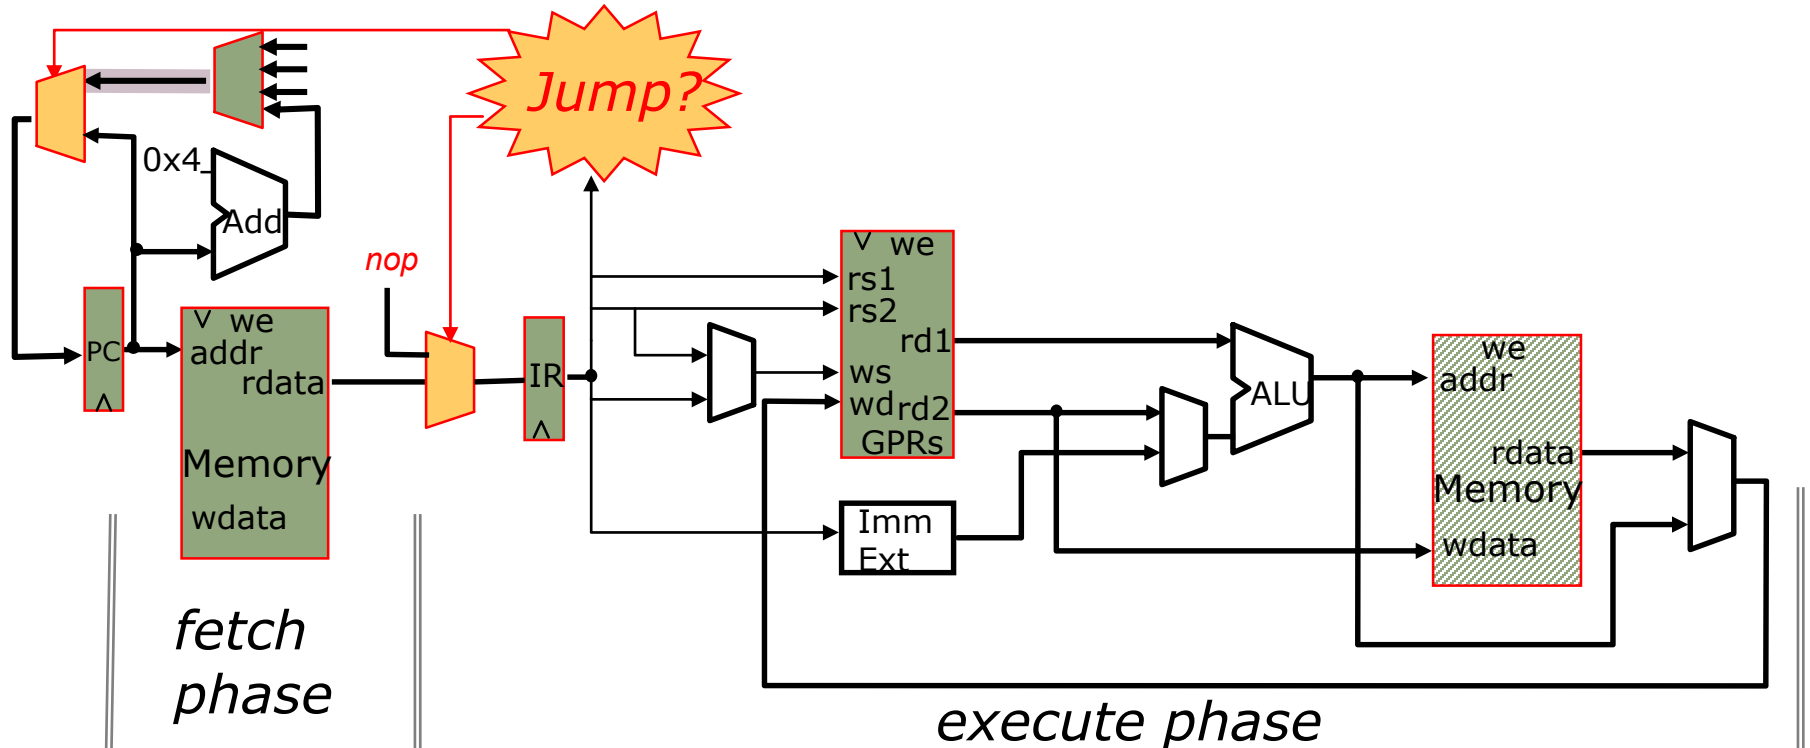 Jump?
0x4
Add
nop
PC
we
addr
rdata
Memory
wdata
IR
we
rs1
rs2
rd1
ws
wd
rd2
GPRs
Imm
Ext
ALU
we
addr
rdata
Memory
wdata
fetch
phase
execute phase